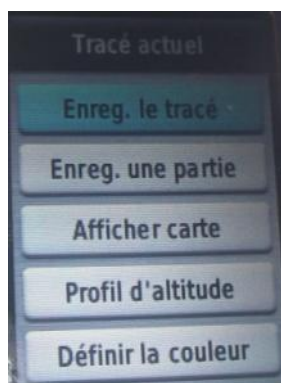 Tracé actuel
Enreg. le tracé
Enreg. une partie
Afficher carte
Profil d'altitude
Définir la couleur